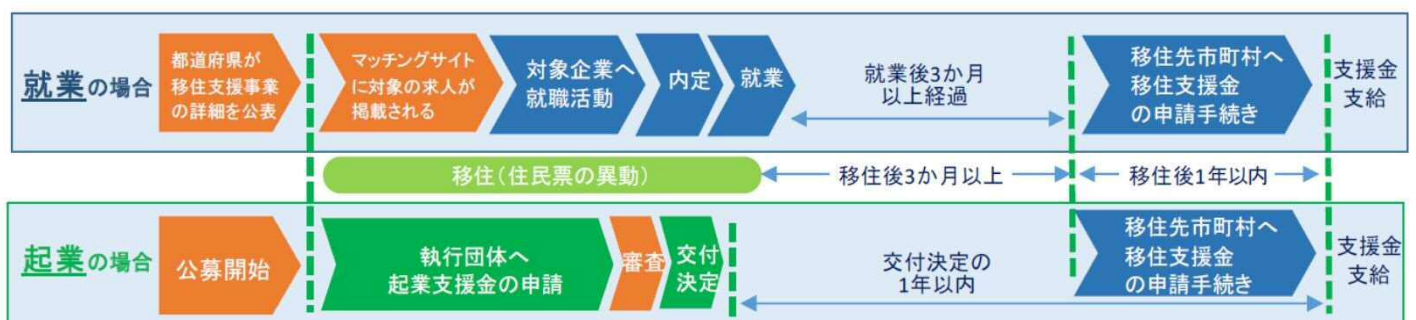 就業の場合
都道府県が
移住支援事業
の詳細を公表
マッチングサイト
に対象の求人が
掲載される
対象企業へ
就職活動
内定
就業
就業後3か月
以上経過
移住先市町村へ
移住支援金
の申請手続き
支援金
支給
移住(住民票の異動)
移住後3か月以上
移住後1年以内
起業の場合
公募開始
執行団体へ
起業支援金の申請
審査
交付
決定
交付決定の
1年以内
移住先市町村へ
移住支援金
の申請手続き
支援金
支給